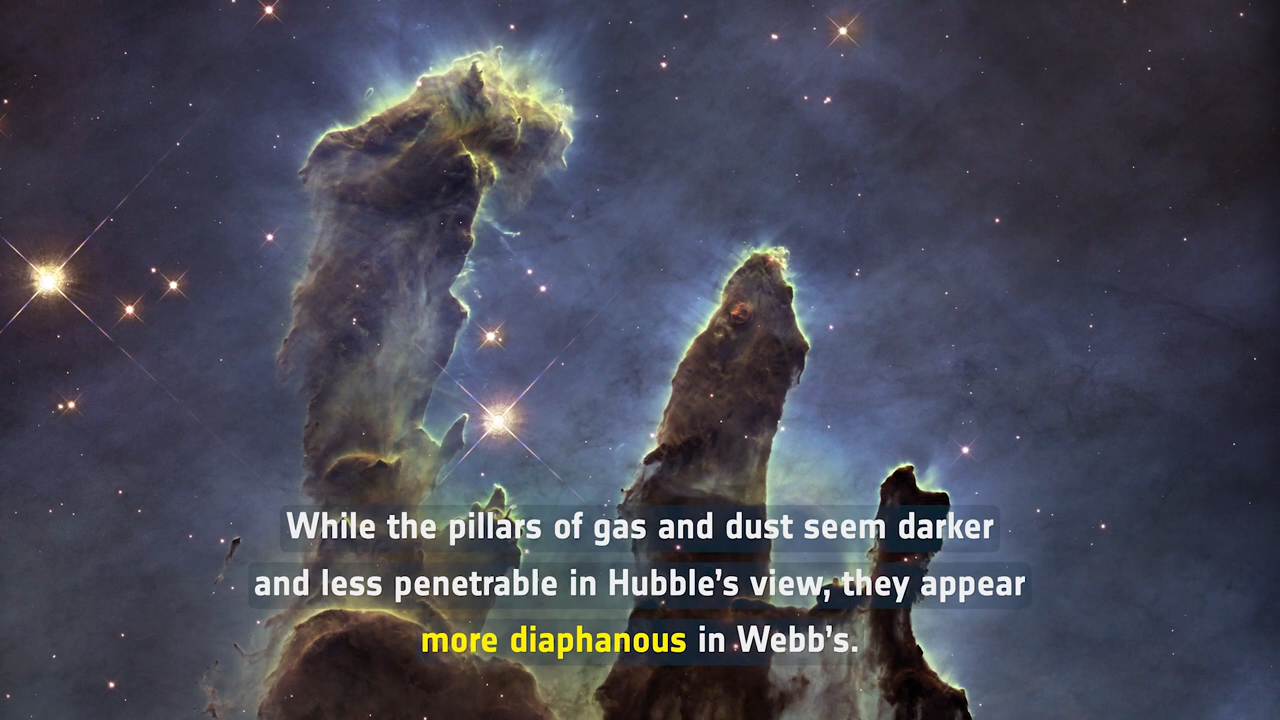 While the pillars of gas and dust seem darker
and less penetrable in Hubble’s view, they appear
more diaphanous in Webb’s.